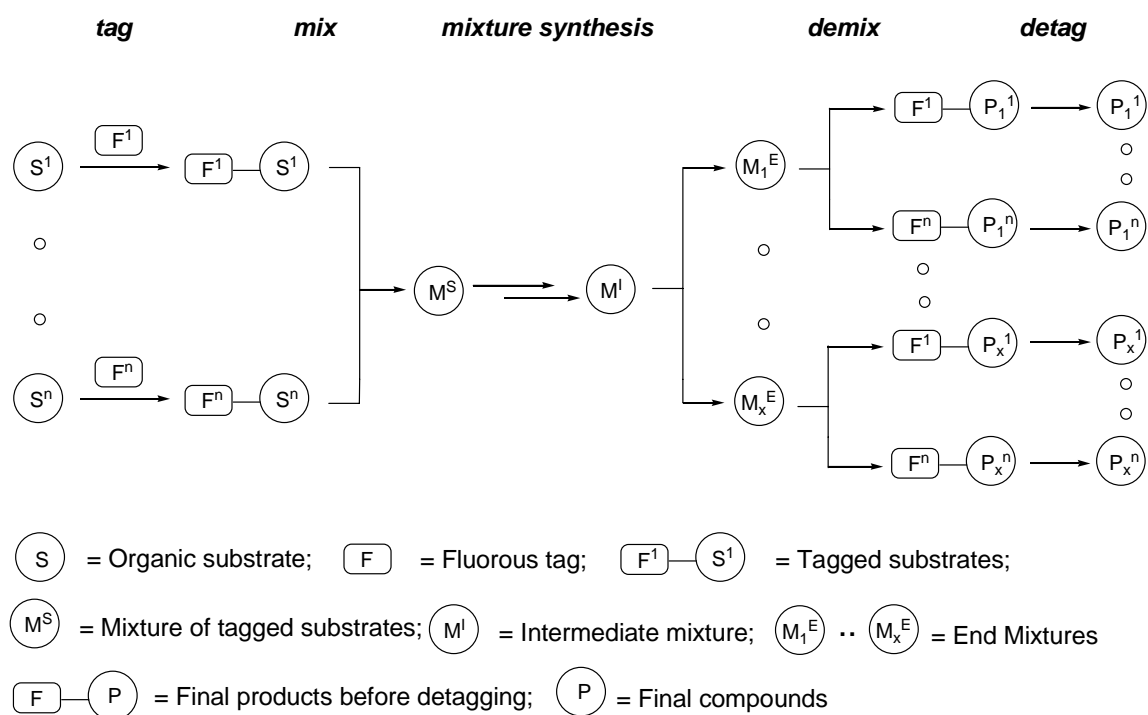 tag mix mixture synthesis demix detag
F¹ P₁¹ P₁¹
F¹
S¹ F¹ S¹ M₁ᴱ
Fⁿ P₁ⁿ P₁ⁿ
Mˢ Mᴵ
F¹ Pₓ¹ Pₓ¹
Fⁿ
Sⁿ Fⁿ Sⁿ Mₓᴱ
Fⁿ Pₓⁿ Pₓⁿ
S = Organic substrate; F = Fluorous tag; F¹ S¹ = Tagged substrates;
Mˢ = Mixture of tagged substrates; Mᴵ = Intermediate mixture; M₁ᴱ ·· Mₓᴱ = End Mixtures
F P = Final products before detagging; P = Final compounds